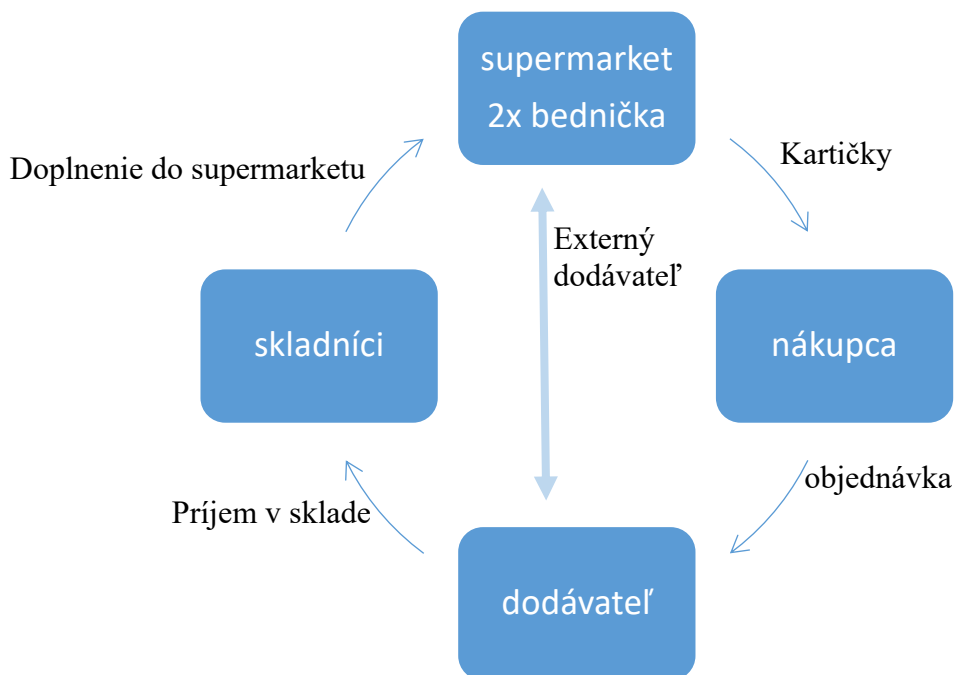 supermarket
2x bednička
Doplnenie do supermarketu
Kartičky
Externý
dodávateľ
skladníci
nákupca
objednávka
Príjem v sklade
dodávateľ